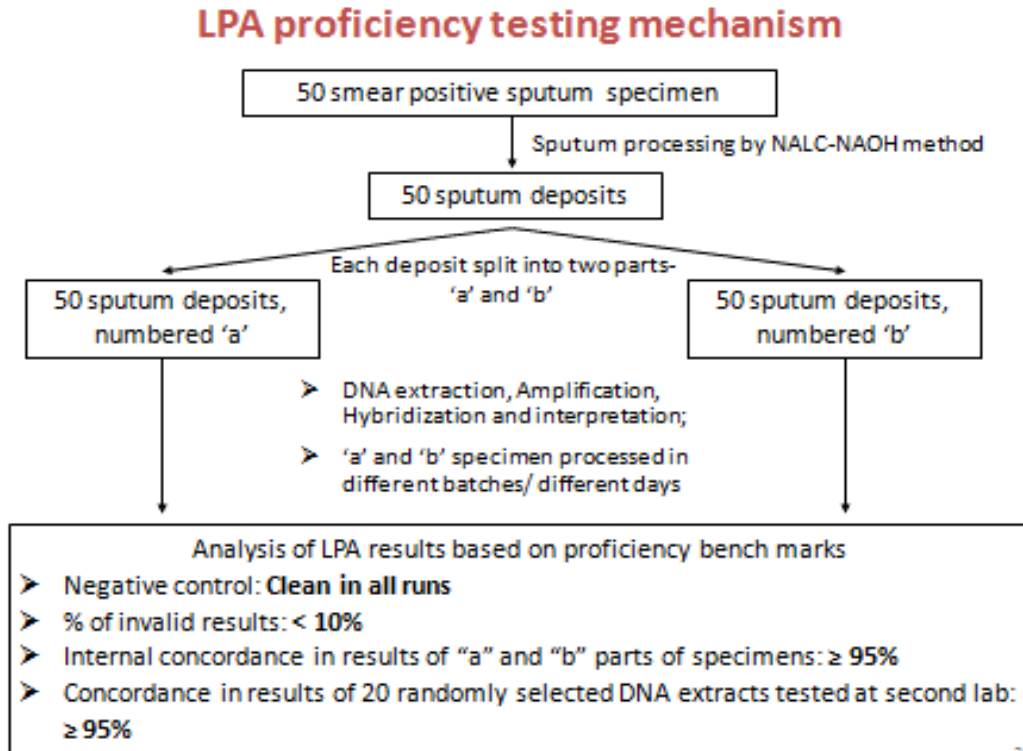 LPA proficiency testing mechanism
50 smear positive sputum specimen
Sputum processing by NALC-NAOH method
50 sputum deposits
Each deposit split into two parts-
‘a’ and ‘b’
50 sputum deposits,
numbered ‘a’
50 sputum deposits,
numbered ‘b’
➤ DNA extraction, Amplification,
Hybridization and interpretation;
➤ ‘a’ and ‘b’ specimen processed in
different batches/ different days
Analysis of LPA results based on proficiency bench marks
➤ Negative control: Clean in all runs
➤ % of invalid results: < 10%
➤ Internal concordance in results of “a” and “b” parts of specimens: ≥ 95%
➤ Concordance in results of 20 randomly selected DNA extracts tested at second lab:
≥ 95%